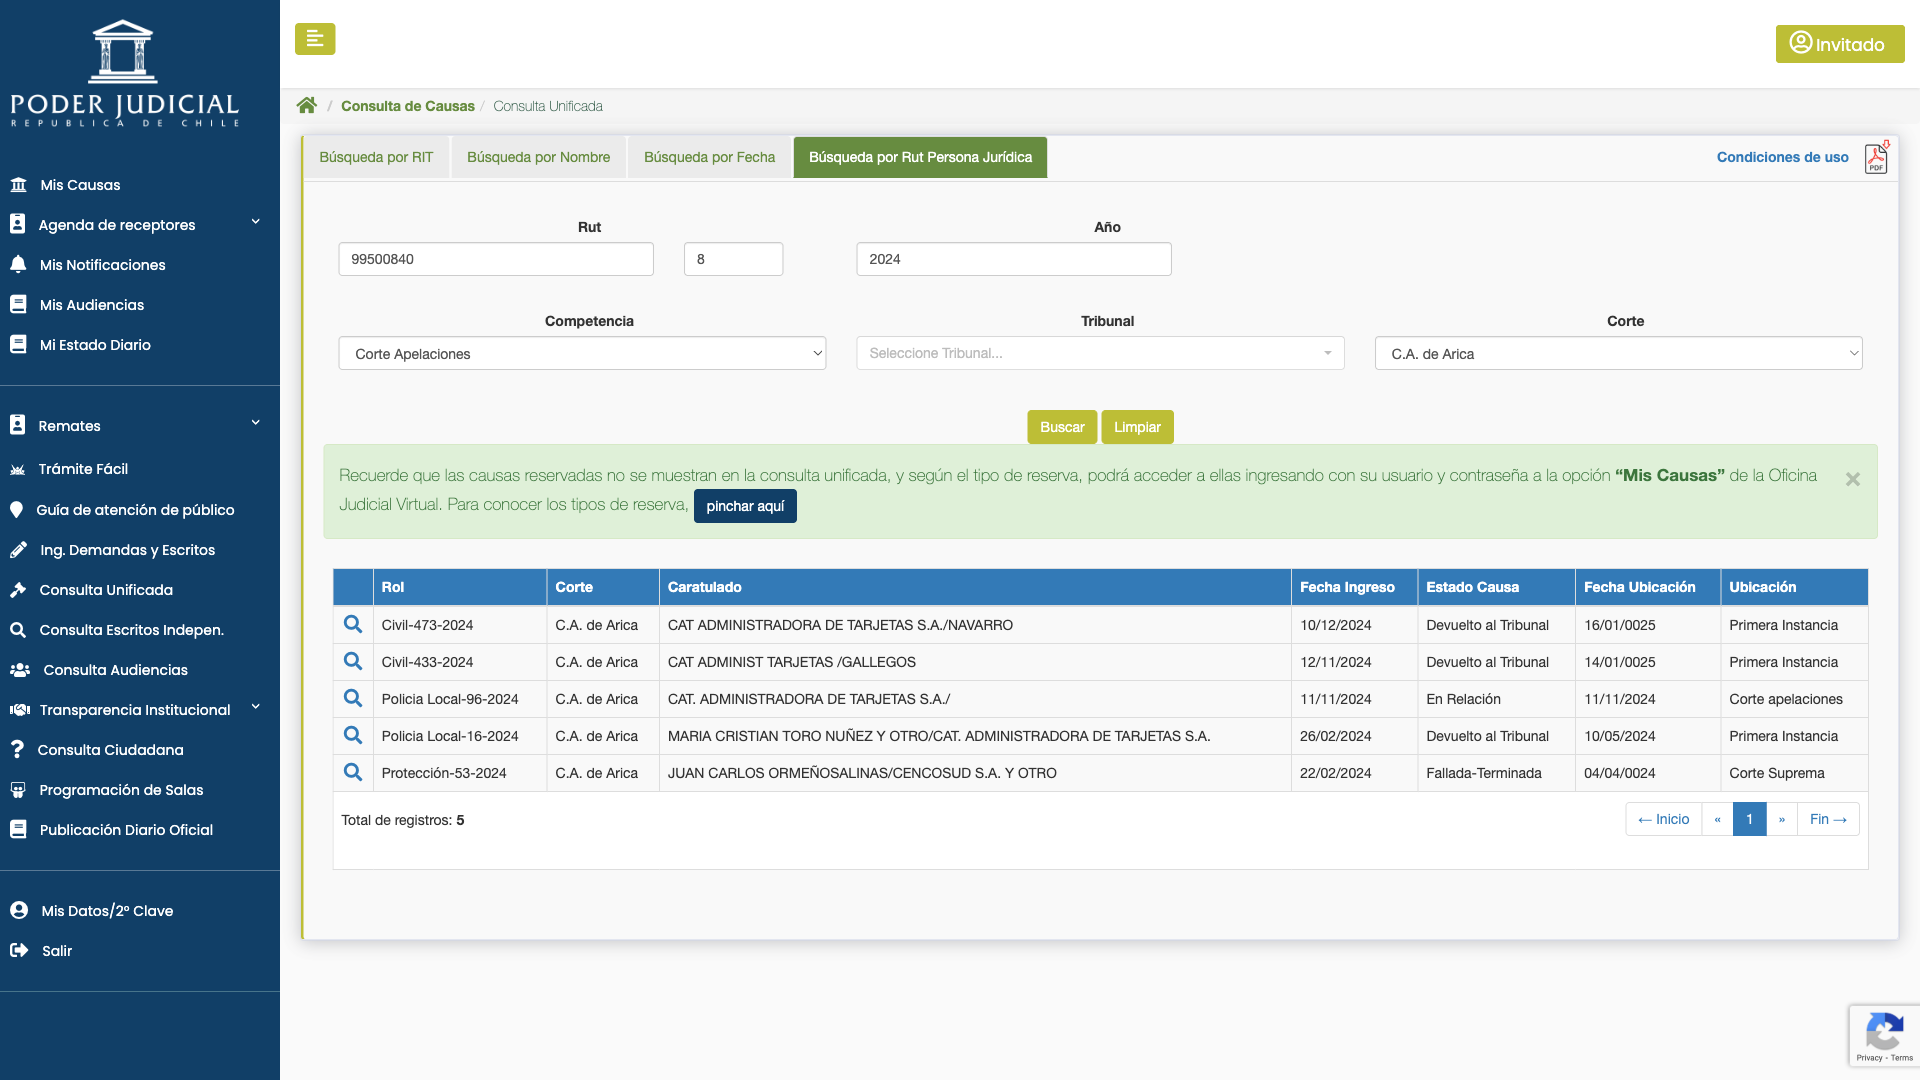 PODER JUDICIAL
REPUBLICA DE CHILE
Mis Causas
Agenda de receptores
Mis Notificaciones
Mis Audiencias
Mi Estado Diario
Remates
Trámite Fácil
Guía de atención de público
Ing. Demandas y Escritos
Consulta Unificada
Consulta Escritos Indepen.
Consulta Audiencias
Transparencia Institucional
Consulta Ciudadana
Programación de Salas
Publicación Diario Oficial
Mis Datos/2º Clave
Salir
Invitado
/ Consulta de Causas / Consulta Unificada
Búsqueda por RIT Búsqueda por Nombre Búsqueda por Fecha Búsqueda por Rut Persona Jurídica Condiciones de uso PDF
Rut Año
99500840 8 2024
Competencia Tribunal Corte
Corte Apelaciones Seleccione Tribunal... C.A. de Arica
Buscar Limpiar
Recuerde que las causas reservadas no se muestran en la consulta unificada, y según el tipo de reserva, podrá acceder a ellas ingresando con su usuario y contraseña a la opción “Mis Causas” de la Oficina ×
Judicial Virtual. Para conocer los tipos de reserva, pinchar aquí
Rol Corte Caratulado Fecha Ingreso Estado Causa Fecha Ubicación Ubicación
Civil-473-2024 C.A. de Arica CAT ADMINISTRADORA DE TARJETAS S.A./NAVARRO 10/12/2024 Devuelto al Tribunal 16/01/0025 Primera Instancia
Civil-433-2024 C.A. de Arica CAT ADMINIST TARJETAS /GALLEGOS 12/11/2024 Devuelto al Tribunal 14/01/0025 Primera Instancia
Policia Local-96-2024 C.A. de Arica CAT. ADMINISTRADORA DE TARJETAS S.A./ 11/11/2024 En Relación 11/11/2024 Corte apelaciones
Policia Local-16-2024 C.A. de Arica MARIA CRISTIAN TORO NUÑEZ Y OTRO/CAT. ADMINISTRADORA DE TARJETAS S.A. 26/02/2024 Devuelto al Tribunal 10/05/2024 Primera Instancia
Protección-53-2024 C.A. de Arica JUAN CARLOS ORMEÑOSALINAS/CENCOSUD S.A. Y OTRO 22/02/2024 Fallada-Terminada 04/04/0024 Corte Suprema
Total de registros: 5 ← Inicio « 1 » Fin →
Privacy - Terms